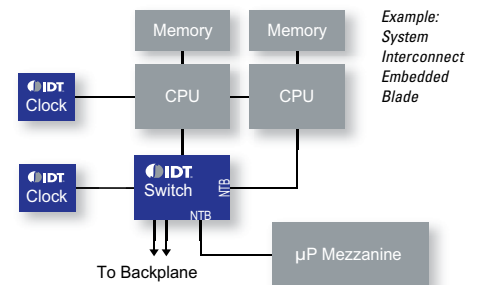 Memory
Memory
Example:
System
Interconnect
Embedded
Blade
IDT
Clock
CPU
CPU
IDT
Clock
IDT
Switch
NTB
NTB
To Backplane
µP Mezzanine